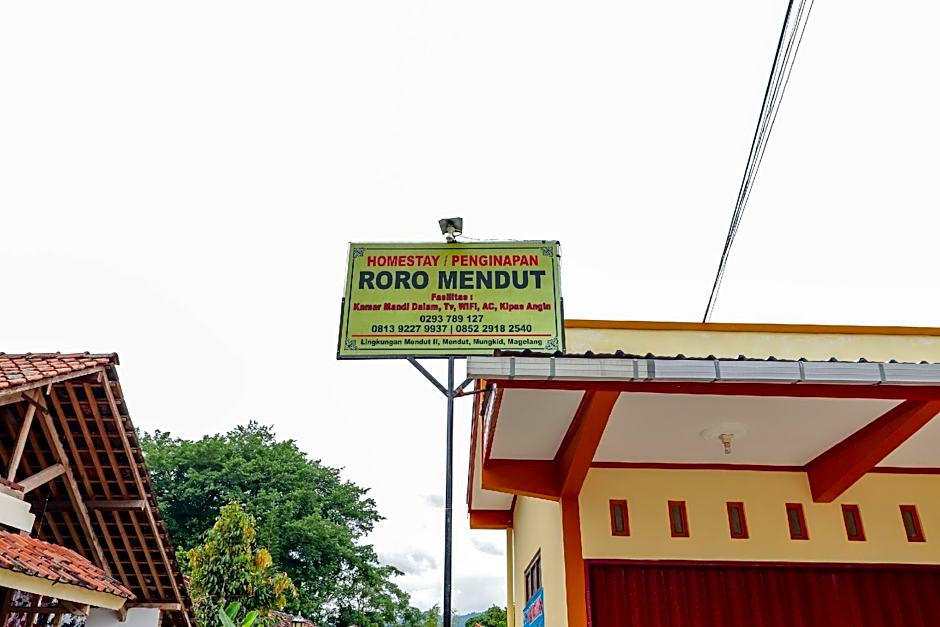 HOMESTAY / PENGINAPAN
RORO MENDUT
Fasilitas :
Kamar Mandi Dalam, Tv, WIFI, AC, Kipas Angin
0293 789 127
0813 9227 9937 | 0852 2918 2540
Lingkungan Mendut II, Mendut, Mungkid, Magelang